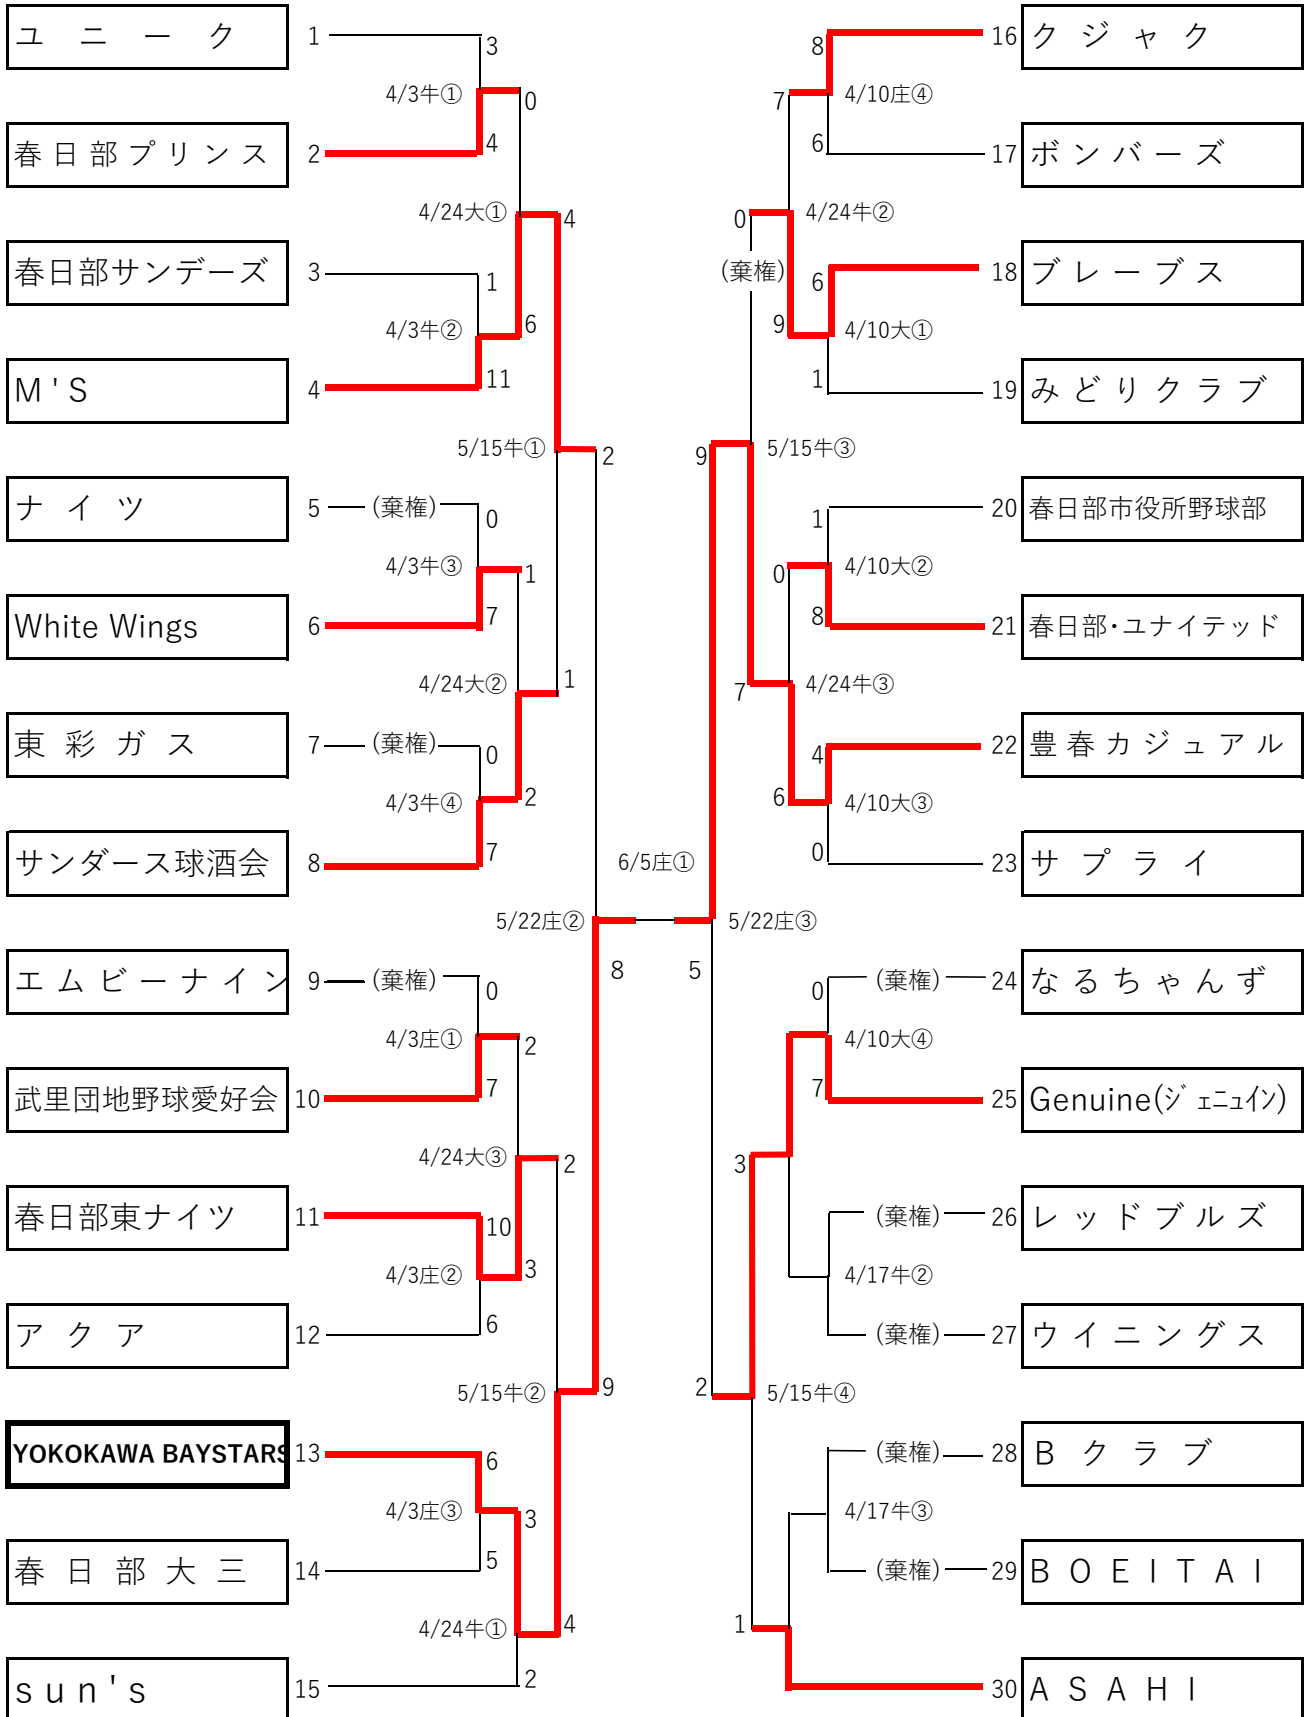 ユニーク 1
3
4/3牛①
0
春日部プリンス 2
4
4/24大①
4
春日部サンデーズ 3
1
4/3牛②
6
M'S 4
11
5/15牛①
2
ナイツ 5 (棄権)
0
4/3牛③
1
White Wings 6
7
4/24大②
1
東彩ガス 7 (棄権)
0
4/3牛④
2
サンダース球酒会 8
7
5/22庄②
8
エムビーナイン 9 (棄権)
0
4/3庄①
2
武里団地野球愛好会 10
7
4/24大③
2
春日部東ナイツ 11
10
4/3庄②
3
アクア 12
6
5/15牛②
9
YOKOKAWA BAYSTARS 13
6
4/3庄③
3
春日部大三 14
5
4/24牛①
4
sun's 15
2
6/5庄①
8
16 クジャク
7
4/10庄④
6
17 ボンバーズ
0
4/24牛②
(棄権)
6
18 ブレーブス
9
4/10大①
1
19 みどりクラブ
9
5/15牛③
1
20 春日部市役所野球部
0
4/10大②
8
21 春日部・ユナイテッド
7
4/24牛③
4
22 豊春カジュアル
6
4/10大③
0
23 サプライ
5/22庄③
5
0
(棄権) 24 なるちゃんず
4/10大④
7
25 Genuine(ジェニュイン)
3
(棄権) 26 レッドブルズ
4/17牛②
(棄権) 27 ウイニングス
2
5/15牛④
(棄権) 28 Bクラブ
4/17牛③
(棄権) 29 BOEITAI
1
30 ASAHI